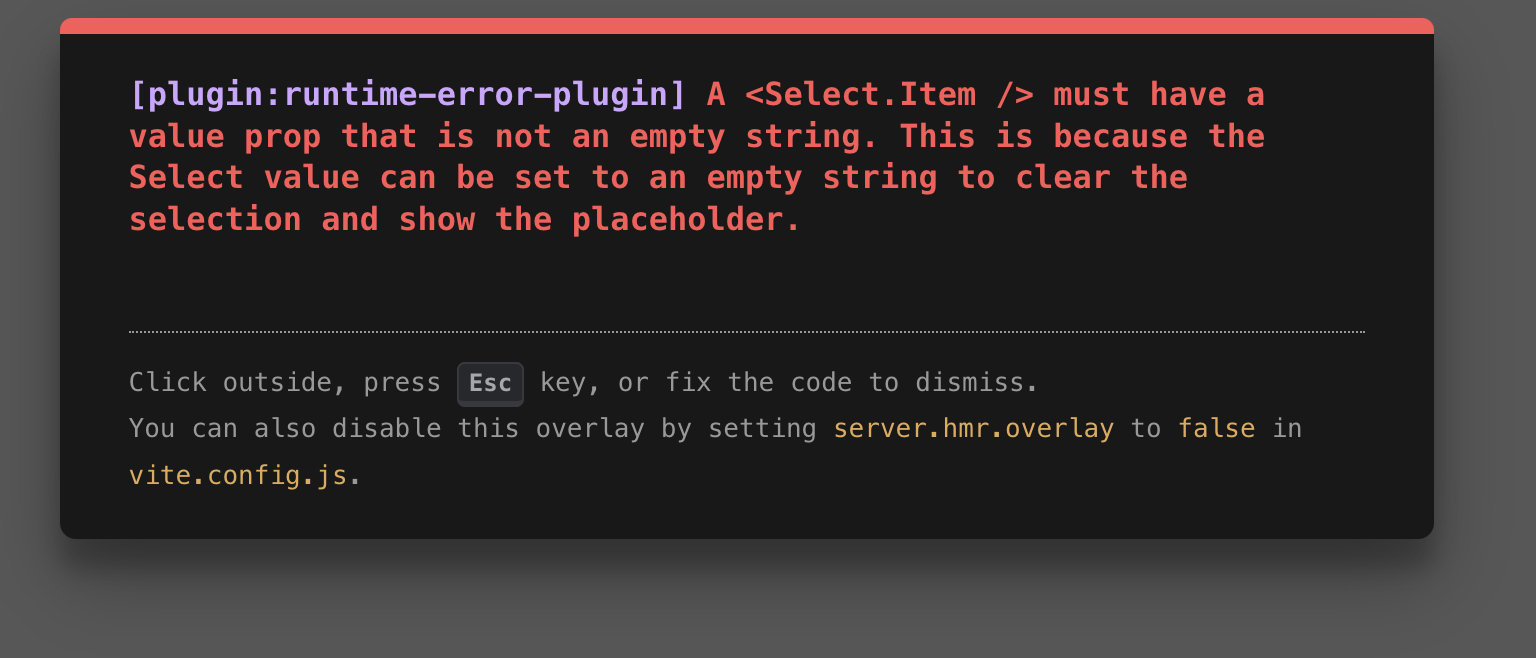 [plugin:runtime-error-plugin] A <Select.Item /> must have a
value prop that is not an empty string. This is because the
Select value can be set to an empty string to clear the
selection and show the placeholder.
Click outside, press Esc key, or fix the code to dismiss.
You can also disable this overlay by setting server.hmr.overlay to false in
vite.config.js.